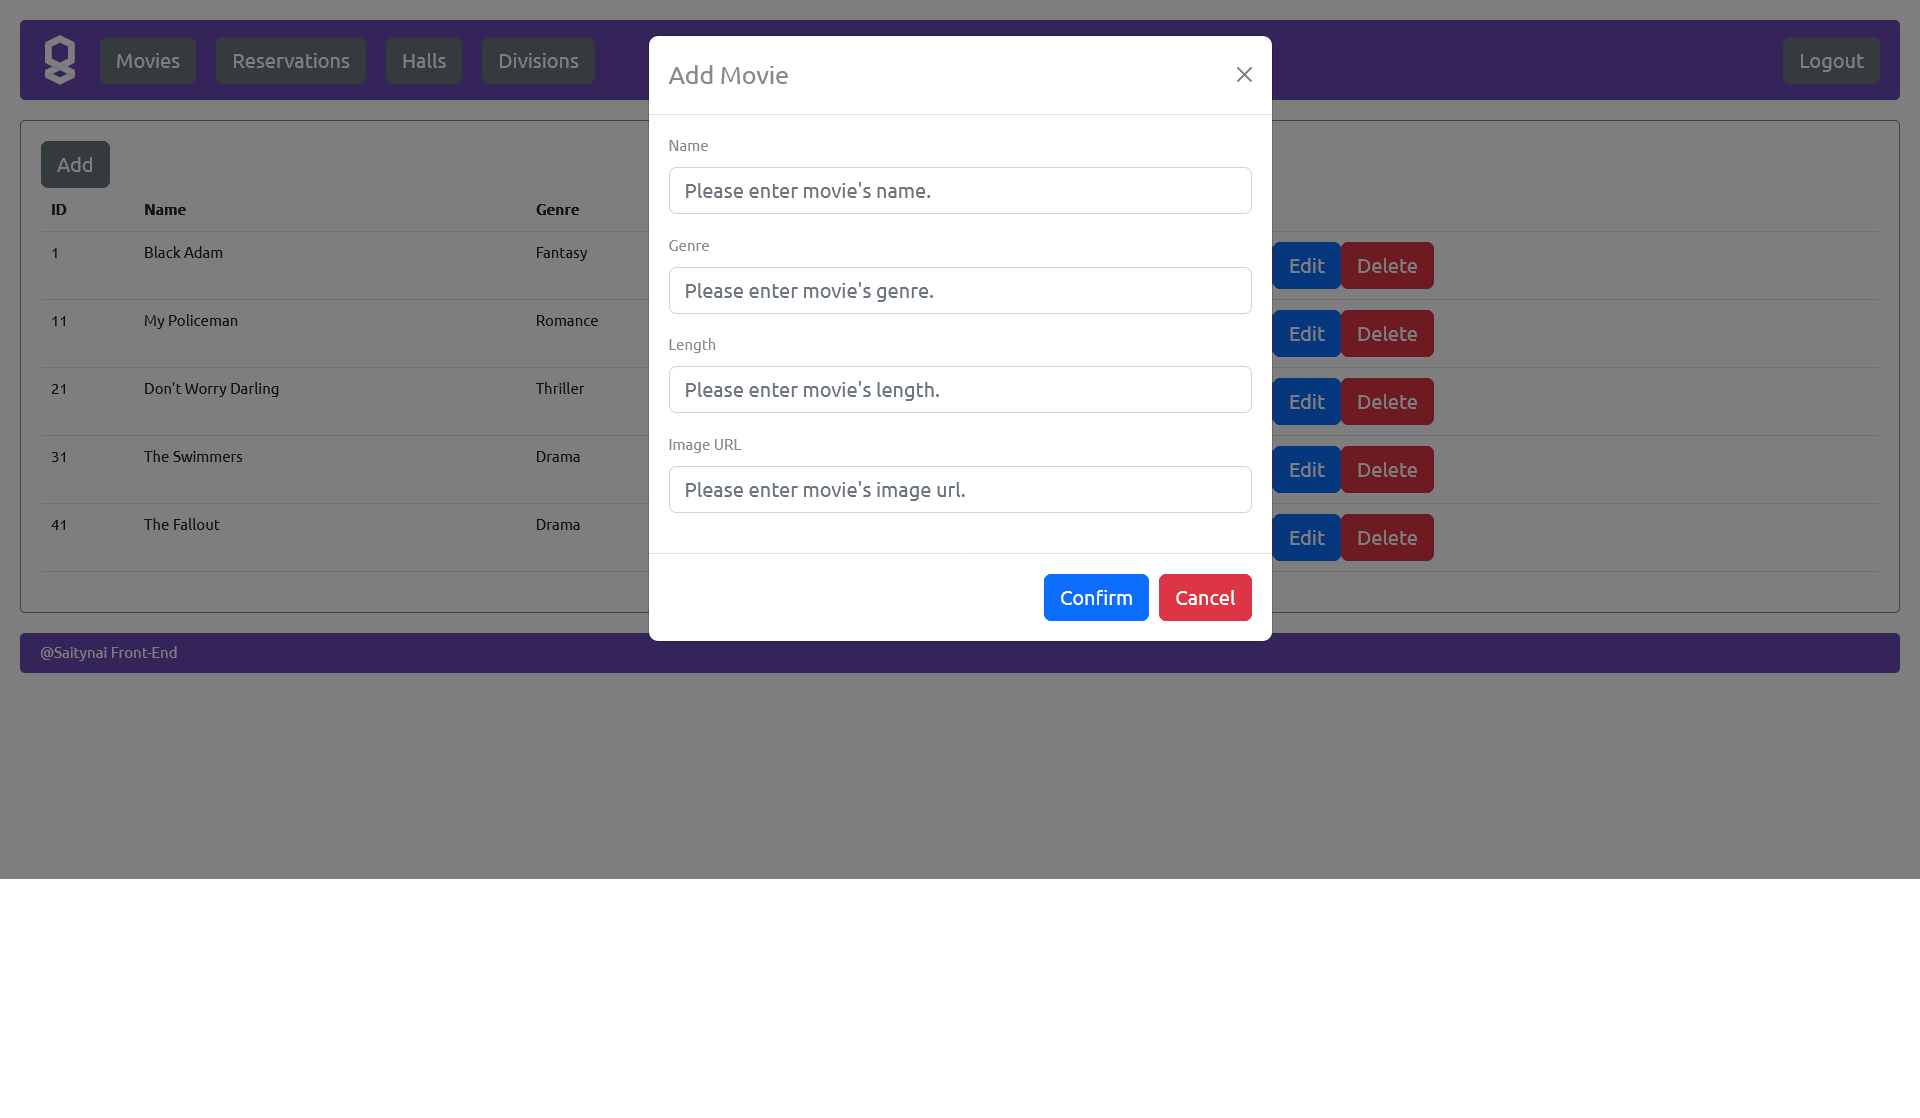 Movies Reservations Halls Divisions Logout
Add
ID Name Genre
1 Black Adam Fantasy Edit Delete
11 My Policeman Romance Edit Delete
21 Don't Worry Darling Thriller Edit Delete
31 The Swimmers Drama Edit Delete
41 The Fallout Drama Edit Delete
@Saitynai Front-End
Add Movie
Name
Please enter movie's name.
Genre
Please enter movie's genre.
Length
Please enter movie's length.
Image URL
Please enter movie's image url.
Confirm Cancel